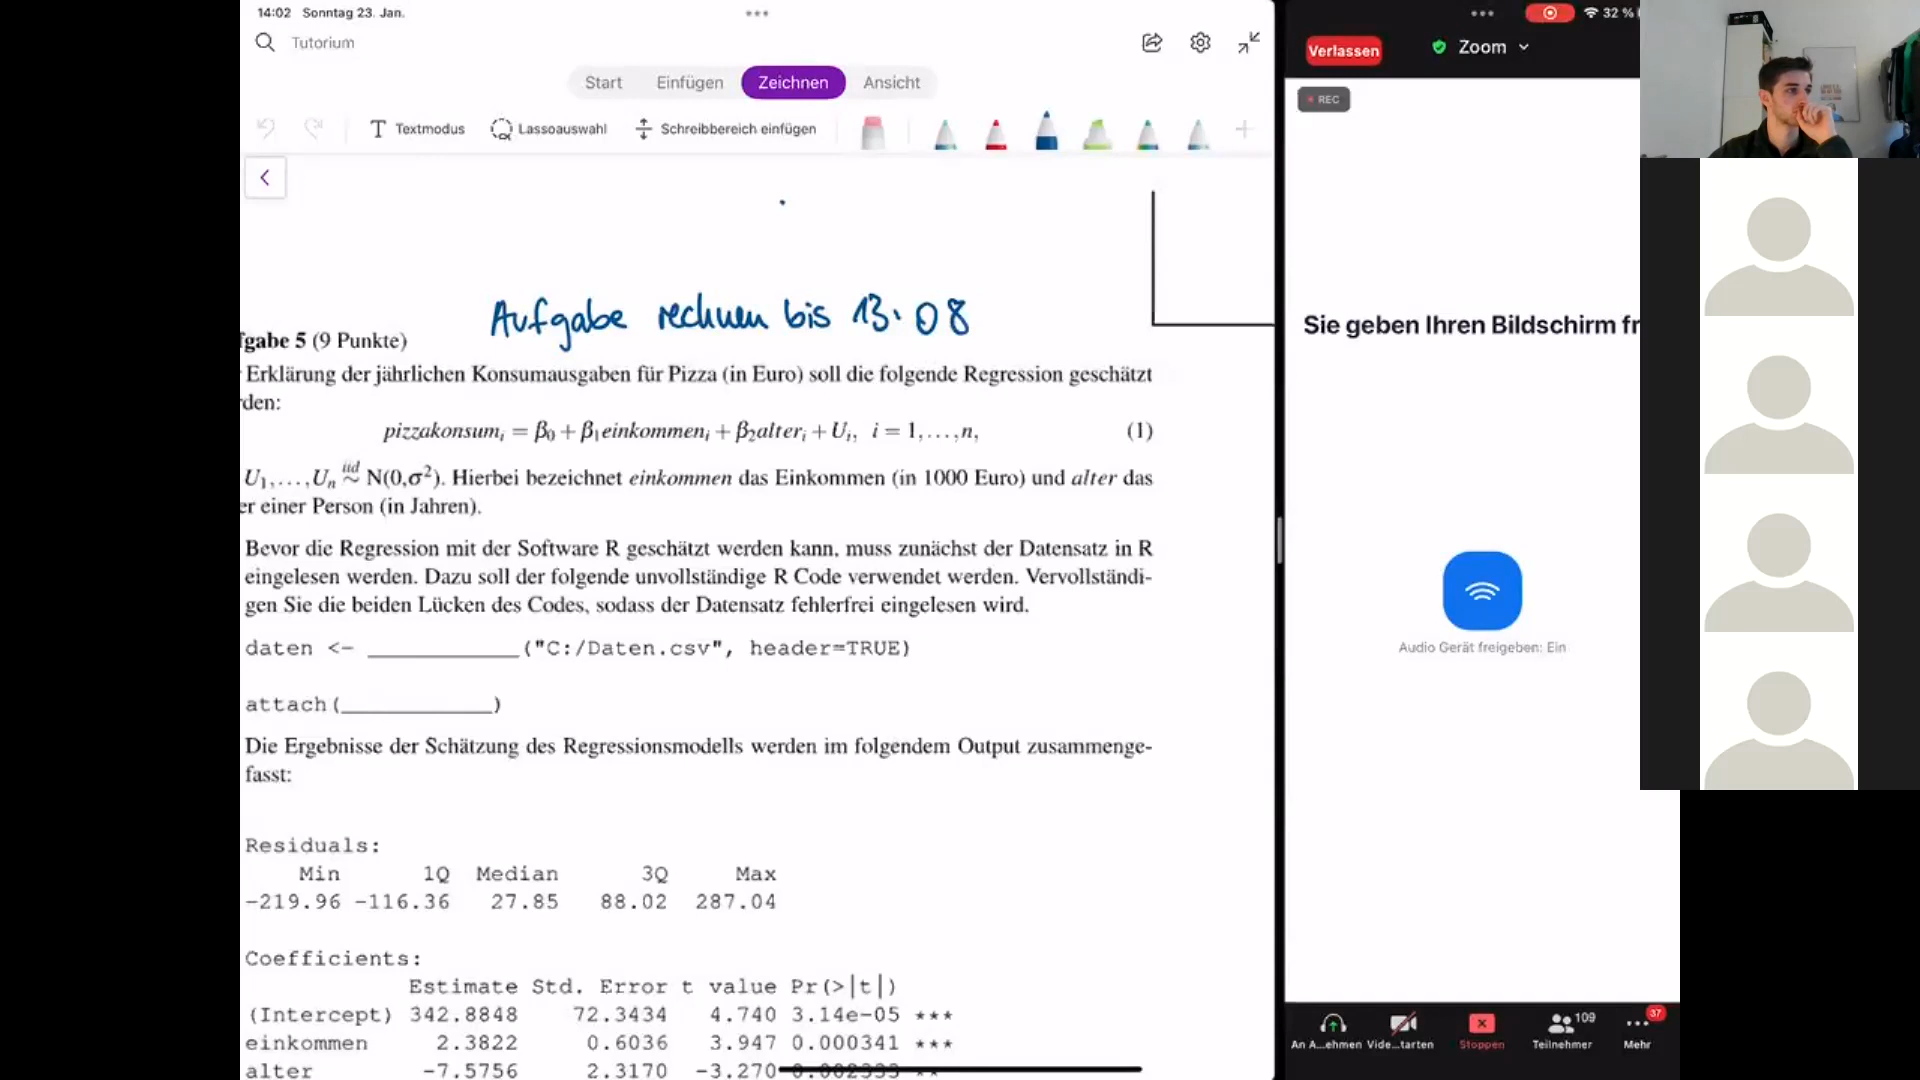 14:02 Sonntag 23. Jan.
Tutorium
Start Einfügen Zeichnen Ansicht
Textmodus Lassoauswahl Schreibbereich einfügen
Aufgabe rechnen bis 13.08
fgabe 5 (9 Punkte)
Erklärung der jährlichen Konsumausgaben für Pizza (in Euro) soll die folgende Regression geschätzt
rden:
pizzakonsumᵢ = β₀ + β₁einkommenᵢ + β₂alterᵢ + Uᵢ, i = 1,...,n, (1)
U₁,...,Uₙ iid ~ N(0,σ²). Hierbei bezeichnet einkommen das Einkommen (in 1000 Euro) und alter das
er einer Person (in Jahren).
Bevor die Regression mit der Software R geschätzt werden kann, muss zunächst der Datensatz in R
eingelesen werden. Dazu soll der folgende unvollständige R Code verwendet werden. Vervollständi-
gen Sie die beiden Lücken des Codes, sodass der Datensatz fehlerfrei eingelesen wird.
daten <- ___________("C:/Daten.csv", header=TRUE)
attach(___________)
Die Ergebnisse der Schätzung des Regressionsmodells werden im folgendem Output zusammenge-
fasst:
Residuals:
Min 1Q Median 3Q Max
-219.96 -116.36 27.85 88.02 287.04
Coefficients:
Estimate Std. Error t value Pr(>|t|)
(Intercept) 342.8848 72.3434 4.740 3.14e-05 ***
einkommen 2.3822 0.6036 3.947 0.000341 ***
alter -7.5756 2.3170 -3.270 **
32 %
Verlassen Zoom
REC
Sie geben Ihren Bildschirm fr
Audio Gerät freigeben: Ein
109 37
An A...ehmen Vide...tarten Stoppen Teilnehmer Mehr